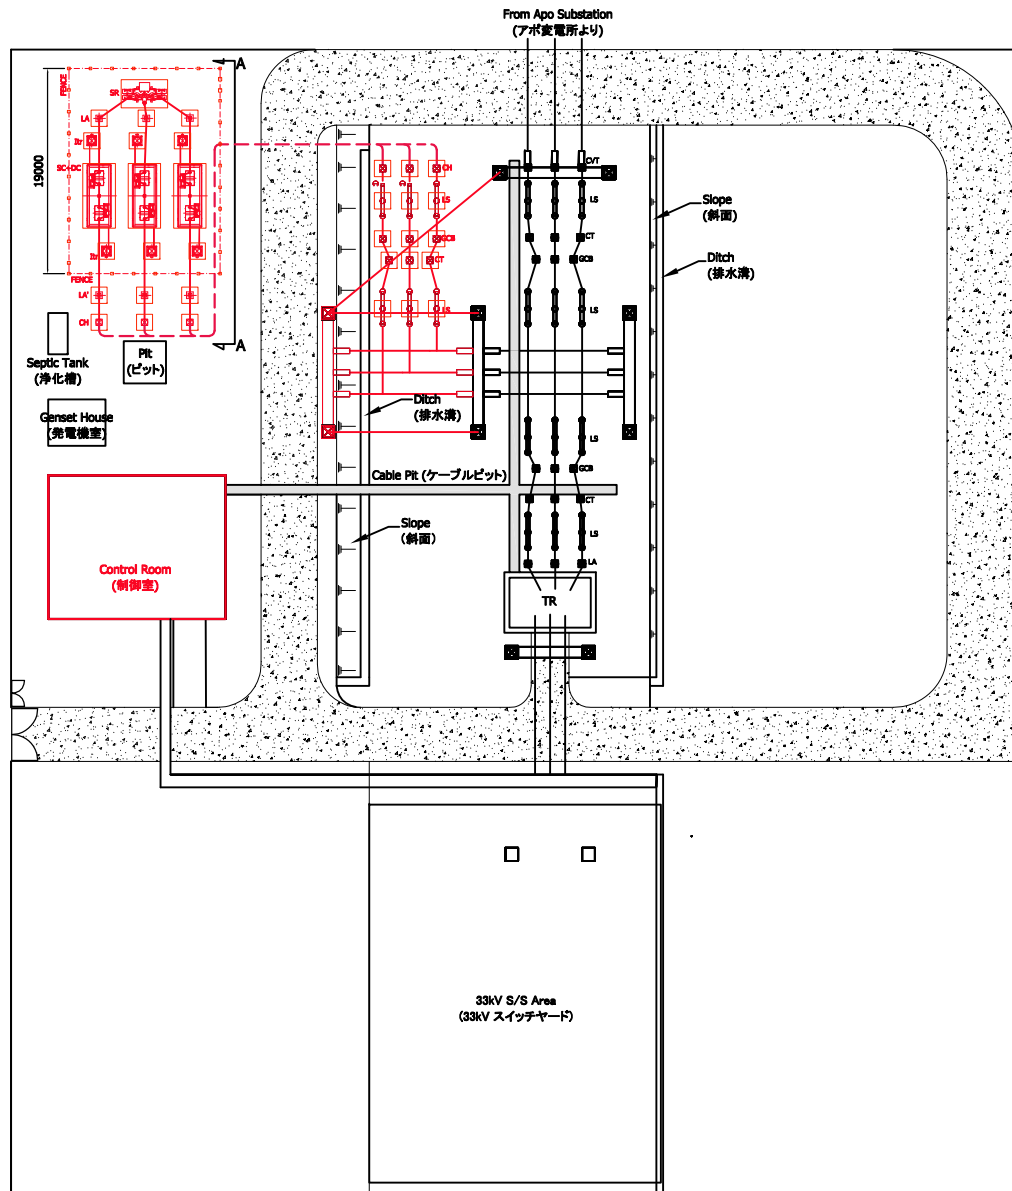 From Apo Substation
(アポ変電所より)
A
FENCE
SR
LA
Itr
SC+DC
19000
Itr
FENCE
LA'
CH
A
CH
LS
GCB
CT
LS
CVT
LS
CT
GCB
LS
Slope
(斜面)
Ditch
(排水溝)
Septic Tank
(浄化槽)
Pit
(ピット)
Genset House
(発電機室)
Ditch
(排水溝)
LS
GCB
Cable Pit (ケーブルピット)
CT
Slope
(斜面)
LS
LA
Control Room
(制御室)
TR
33kV S/S Area
(33kV スイッチヤード)